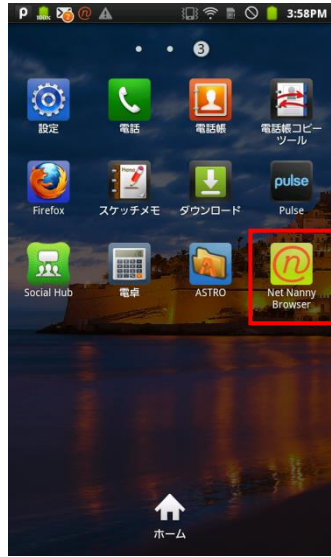 3:58PM
3
設定
電話
電話帳
電話帳コピー
ツール
Memo
pulse
Firefox
スケッチメモ
ダウンロード
Pulse
Social Hub
電卓
ASTRO
Net Nanny
Browser
ホーム